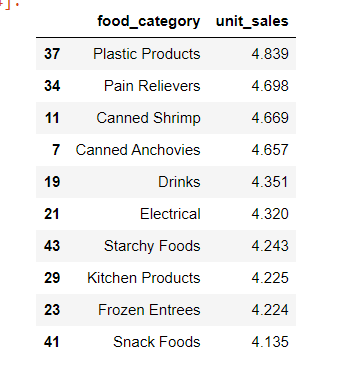 food_category unit_sales
37 Plastic Products 4.839
34 Pain Relievers 4.698
11 Canned Shrimp 4.669
7 Canned Anchovies 4.657
19 Drinks 4.351
21 Electrical 4.320
43 Starchy Foods 4.243
29 Kitchen Products 4.225
23 Frozen Entrees 4.224
41 Snack Foods 4.135